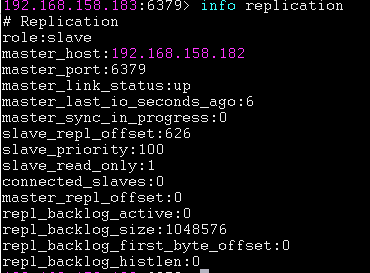 192.168.158.183:6379> info replication
# Replication
role:slave
master_host:192.168.158.182
master_port:6379
master_link_status:up
master_last_io_seconds_ago:6
master_sync_in_progress:0
slave_repl_offset:626
slave_priority:100
slave_read_only:1
connected_slaves:0
master_repl_offset:0
repl_backlog_active:0
repl_backlog_size:1048576
repl_backlog_first_byte_offset:0
repl_backlog_histlen:0